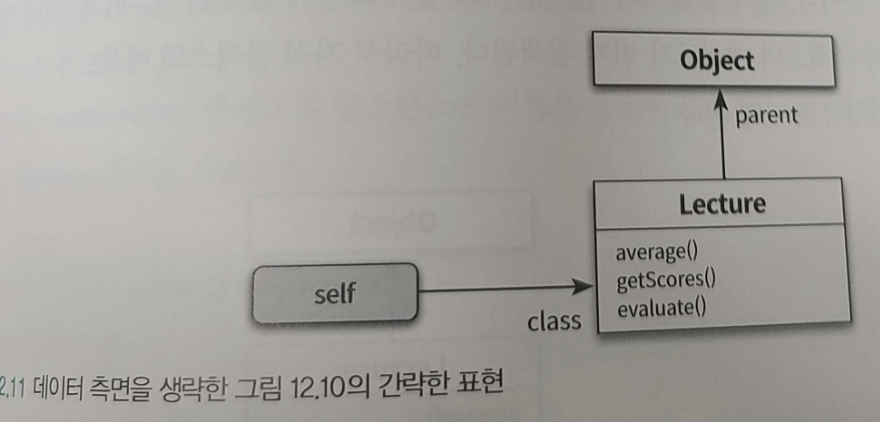 Object
parent
Lecture
average()
getScores()
evaluate()
self
class
2.11 데이터 측면을 생략한 그림 12.10의 간략한 표현